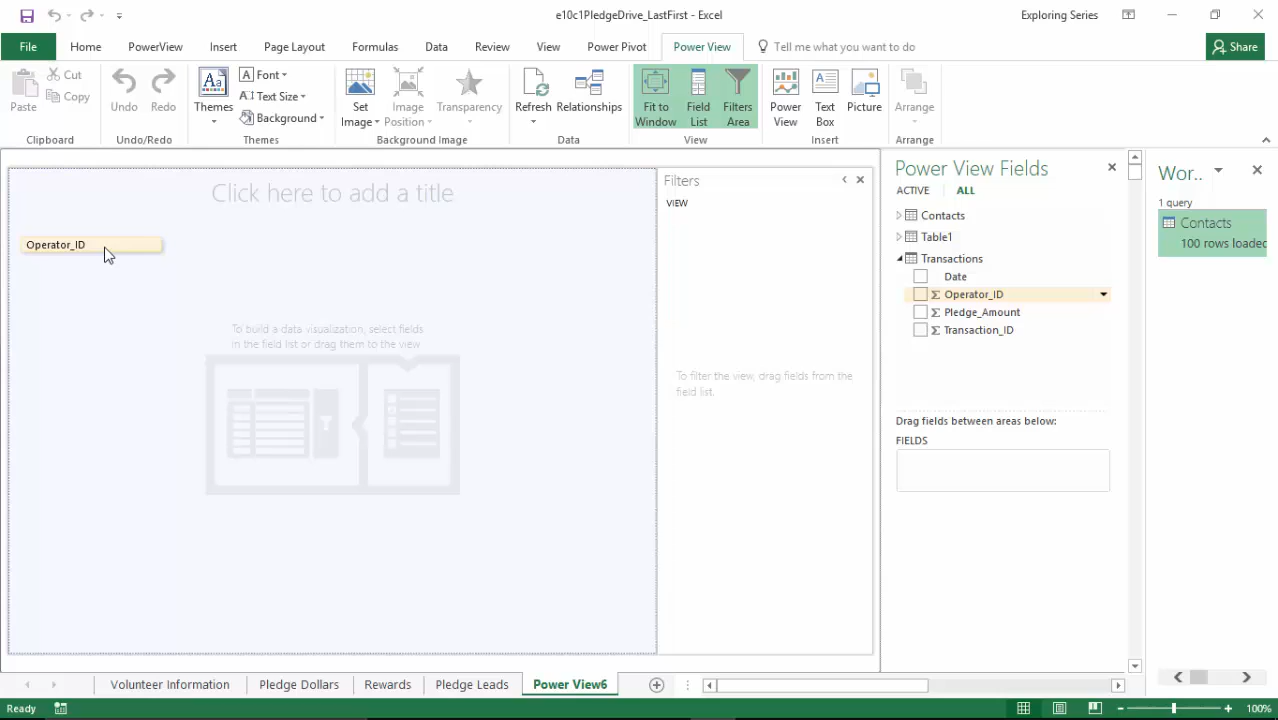 e10c1PledgeDrive_LastFirst - Excel
Exploring Series
File
Home
PowerView
Insert
Page Layout
Formulas
Data
Review
View
Power Pivot
Power View
Tell me what you want to do
Share
Paste
Cut
Copy
Clipboard
Undo
Redo
Undo/Redo
Themes
Font
Text Size
Background
Themes
Set
Image
Image
Position
Transparency
Background Image
Refresh
Relationships
Data
Fit to
Window
Field
List
Filters
Area
View
Power
View
Text
Box
Picture
Insert
Arrange
Arrange
Click here to add a title
Operator_ID
To build a data visualization, select fields
in the field list or drag them to the view
Filters
VIEW
To filter the view, drag fields from the
field list.
Power View Fields
ACTIVE
ALL
Contacts
Table1
Transactions
Date
Σ Operator_ID
Σ Pledge_Amount
Σ Transaction_ID
Drag fields between areas below:
FIELDS
Wor..
1 query
Contacts
100 rows loaded
Volunteer Information
Pledge Dollars
Rewards
Pledge Leads
Power View6
Ready
100%